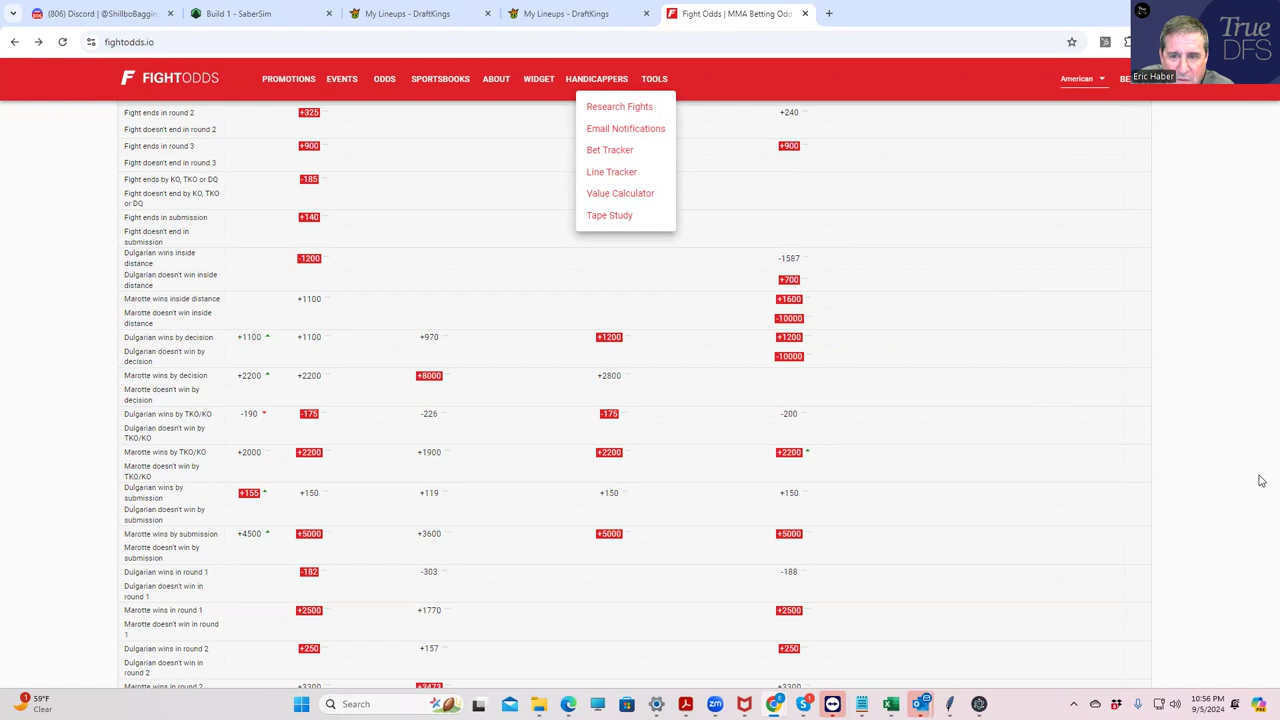 (806) Discord | @ShilboBaggin
Build 1 - SaberSim
My Lineups - DraftKings
My Lineups - DraftKings
Fight Odds | MMA Betting Odd
fightodds.io
True
DFS
Eric Haber
FIGHTODDS
PROMOTIONS EVENTS ODDS SPORTSBOOKS ABOUT WIDGET HANDICAPPERS TOOLS
American
BE
Research Fights
Email Notifications
Bet Tracker
Line Tracker
Value Calculator
Tape Study
Fight ends in round 2 +325 +240
Fight doesn't end in round 2
Fight ends in round 3 +900 +900
Fight doesn't end in round 3
Fight ends by KO, TKO or DQ -185
Fight doesn't end by KO, TKO
or DQ
Fight ends in submission +140
Fight doesn't end in
submission
Dulgarian wins inside
distance -1200 -1587
Dulgarian doesn't win inside
distance +700
Marotte wins inside distance +1100 +1600
Marotte doesn't win inside
distance -10000
Dulgarian wins by decision +1100 +1100 +970 +1200 +1200
Dulgarian doesn't win by
decision -10000
Marotte wins by decision +2200 +2200 +8000 +2800
Marotte doesn't win by
decision
Dulgarian wins by TKO/KO -190 -175 -226 -175 -200
Dulgarian doesn't win by
TKO/KO
Marotte wins by TKO/KO +2000 +2200 +1900 +2200 +2200
Marotte doesn't win by
TKO/KO
Dulgarian wins by
submission +155 +150 +119 +150 +150
Dulgarian doesn't win by
submission
Marotte wins by submission +4500 +5000 +3600 +5000 +5000
Marotte doesn't win by
submission
Dulgarian wins in round 1 -182 -303 -188
Dulgarian doesn't win in
round 1
Marotte wins in round 1 +2500 +1770 +2500
Marotte doesn't win in round
1
Dulgarian wins in round 2 +250 +157 +250
Dulgarian doesn't win in
round 2
Marotte wins in round 2 +3300 +3473 +3300
1
59°F
Clear
Search
10:56 PM
9/5/2024